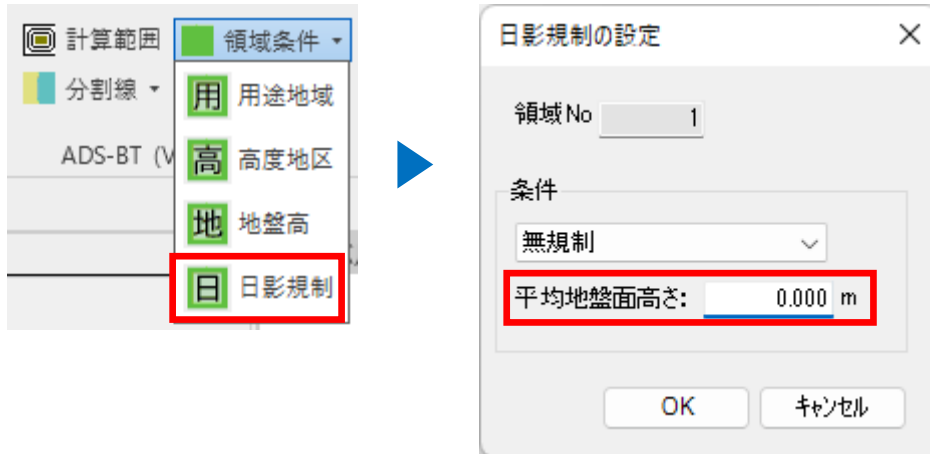 計算範囲 領域条件
分割線
用 用途地域
ADS-BT (V
高 高度地区
地 地盤高
日 日影規制
日影規制の設定
領域No 1
条件
無規制
平均地盤面高さ: 0.000 m
OK キャンセル